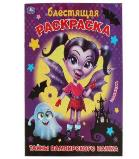 блестящая
РАСКРАСКА
ТАЙНЫ ВАМПИРСКОГО ЗАМКА